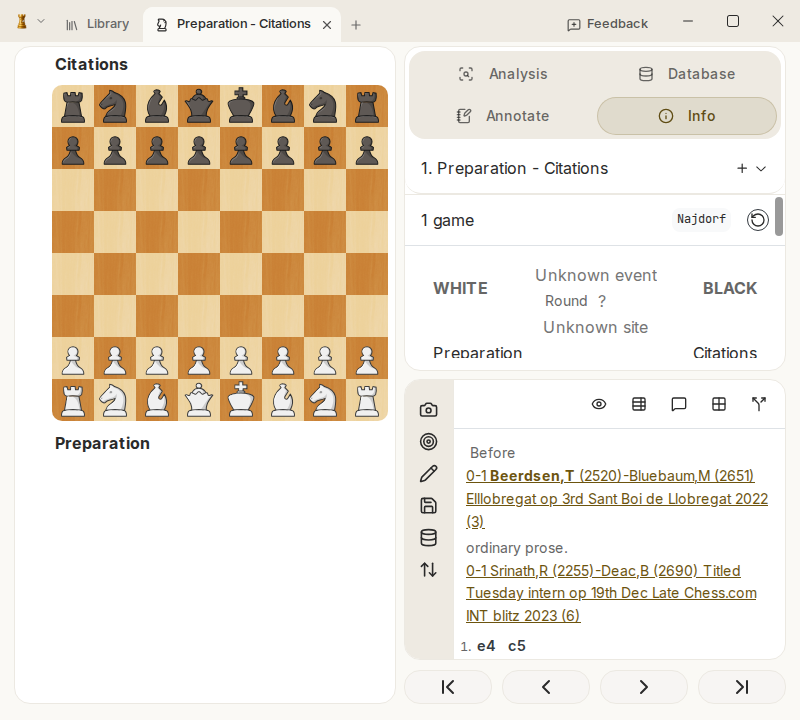 Library
Preparation - Citations
Feedback
Citations
Preparation
Analysis
Database
Annotate
Info
1. Preparation - Citations
1 game
Najdorf
WHITE
Unknown event
BLACK
Round ?
Unknown site
Preparation
Citations
Before
0-1 Beerdsen,T (2520)-Bluebaum,M (2651)
Elllobregat op 3rd Sant Boi de Llobregat 2022
(3)
ordinary prose.
0-1 Srinath,R (2255)-Deac,B (2690) Titled
Tuesday intern op 19th Dec Late Chess.com
INT blitz 2023 (6)
1. e4 c5